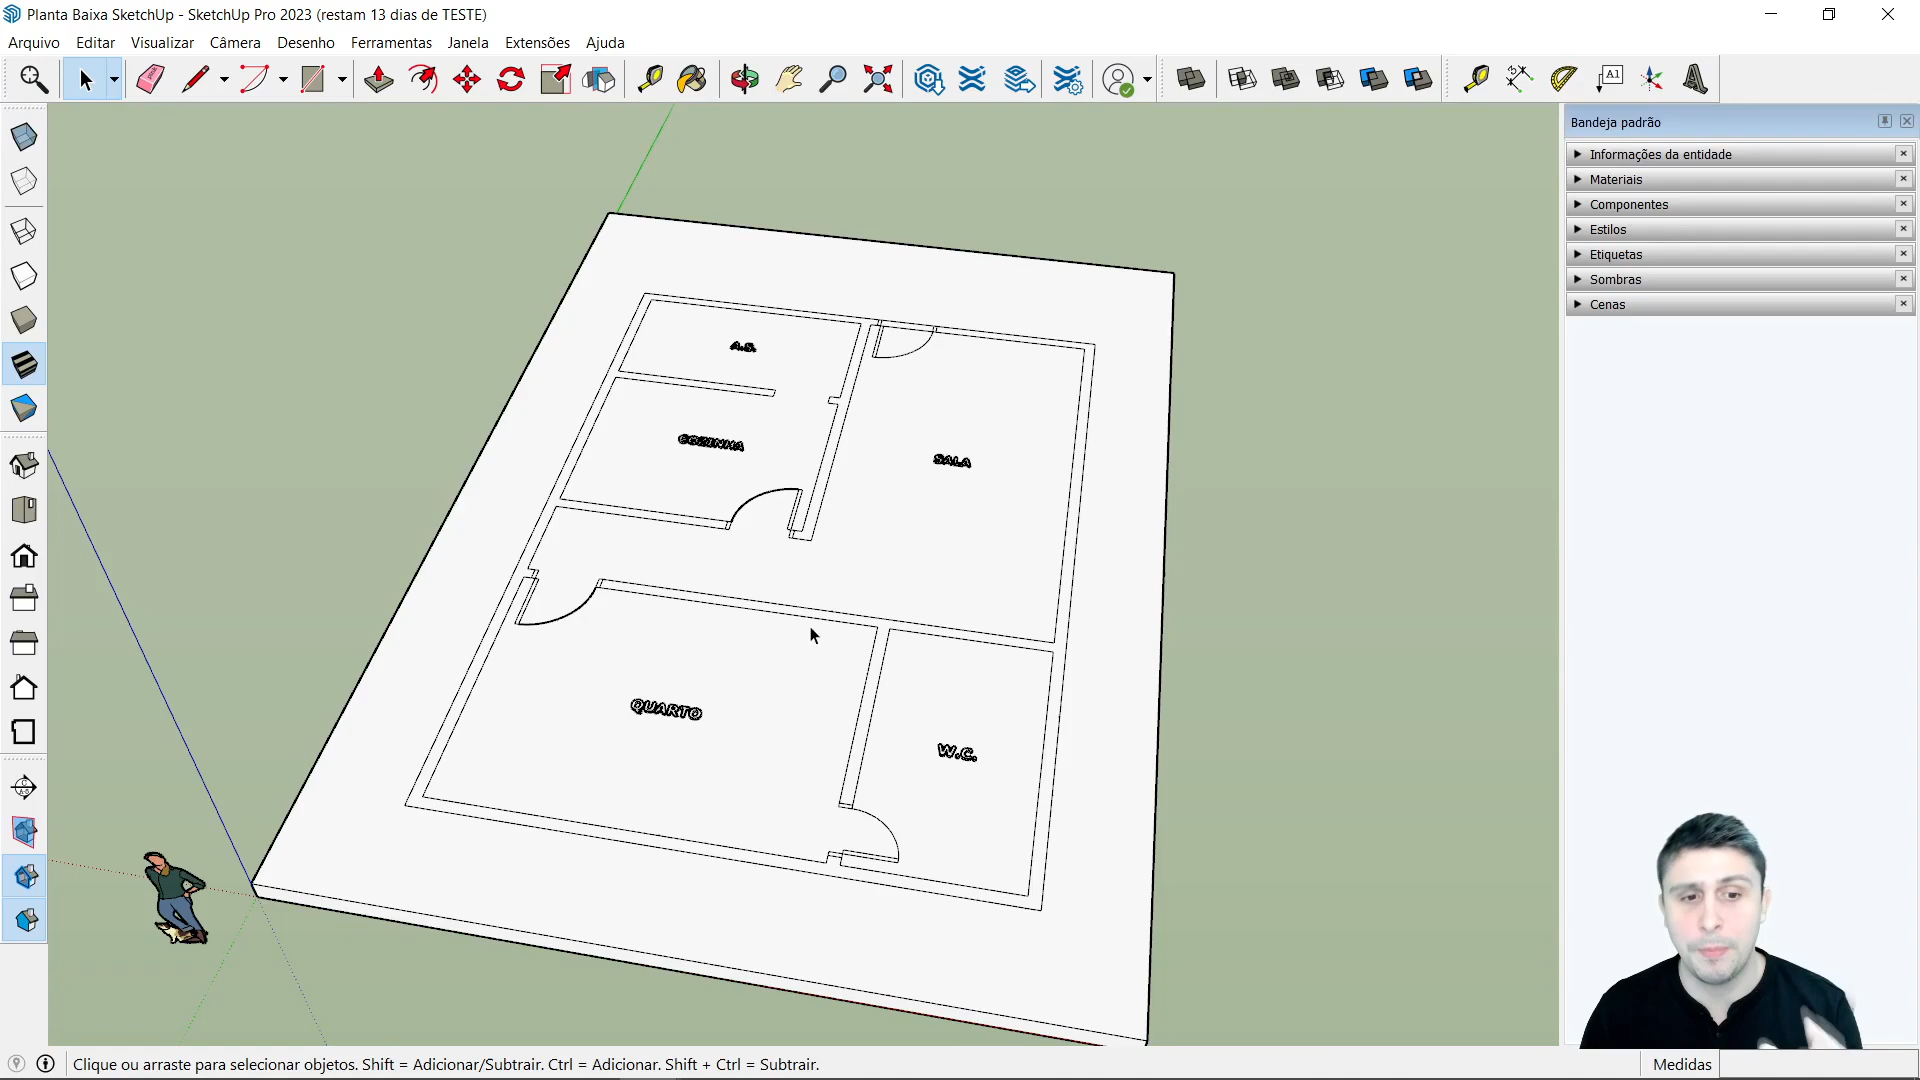 Planta Baixa SketchUp - SketchUp Pro 2023 (restam 13 dias de TESTE)
Arquivo Editar Visualizar Câmera Desenho Ferramentas Janela Extensões Ajuda
A1
Bandeja padrão
Informações da entidade
Materiais
Componentes
Estilos
Etiquetas
Sombras
Cenas
A.S.
COZINHA
SALA
QUARTO
W.C.
Clique ou arraste para selecionar objetos. Shift = Adicionar/Subtrair. Ctrl = Adicionar. Shift + Ctrl = Subtrair.
Medidas